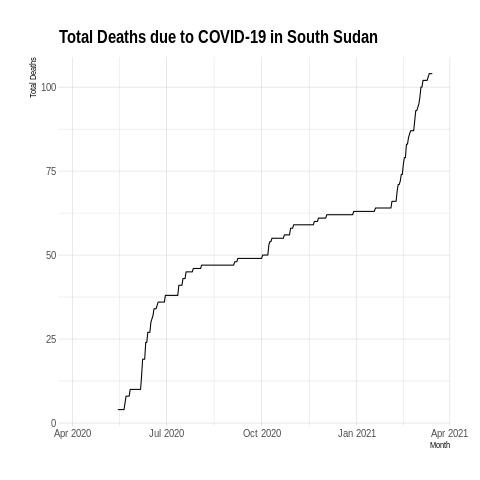 Total Deaths due to COVID-19 in South Sudan
Total Deaths
100
75
50
25
0
Apr 2020 Jul 2020 Oct 2020 Jan 2021 Apr 2021
Month